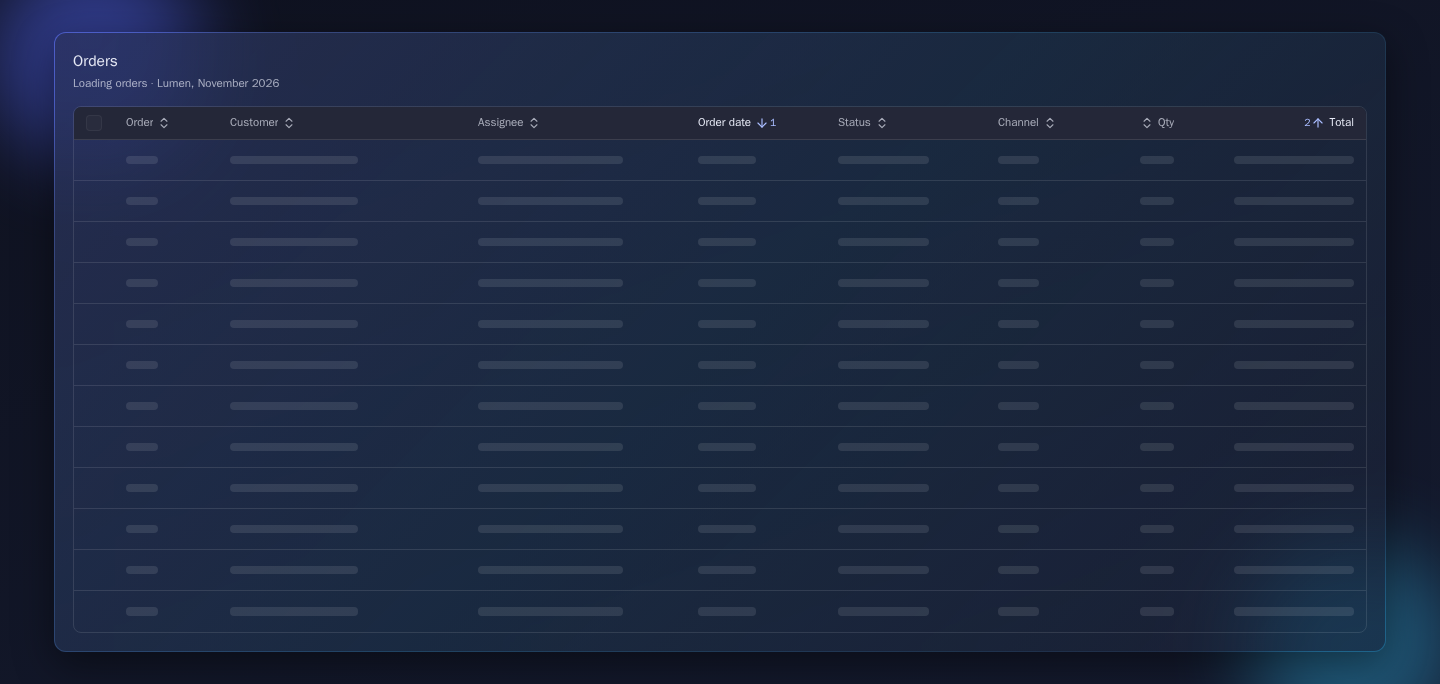 Orders
Loading orders · Lumen, November 2026
Order Customer Assignee Order date 1 Status Channel Qty 2 Total